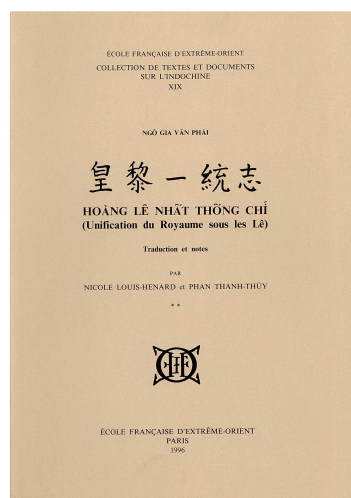 ÉCOLE FRANÇAISE D'EXTRÊME-ORIENT
COLLECTION DE TEXTES ET DOCUMENTS
SUR L'INDOCHINE
XIX
NGÔ GIA VĂN PHÁI
皇黎一統志
HOÀNG LÊ NHẤT THỐNG CHÍ
(Unification du Royaume sous les Lê)
Traduction et notes
PAR
NICOLE LOUIS-HENARD et PHAN THANH-THỦY
* *
ÉCOLE FRANÇAISE D'EXTRÊME-ORIENT
PARIS
1996